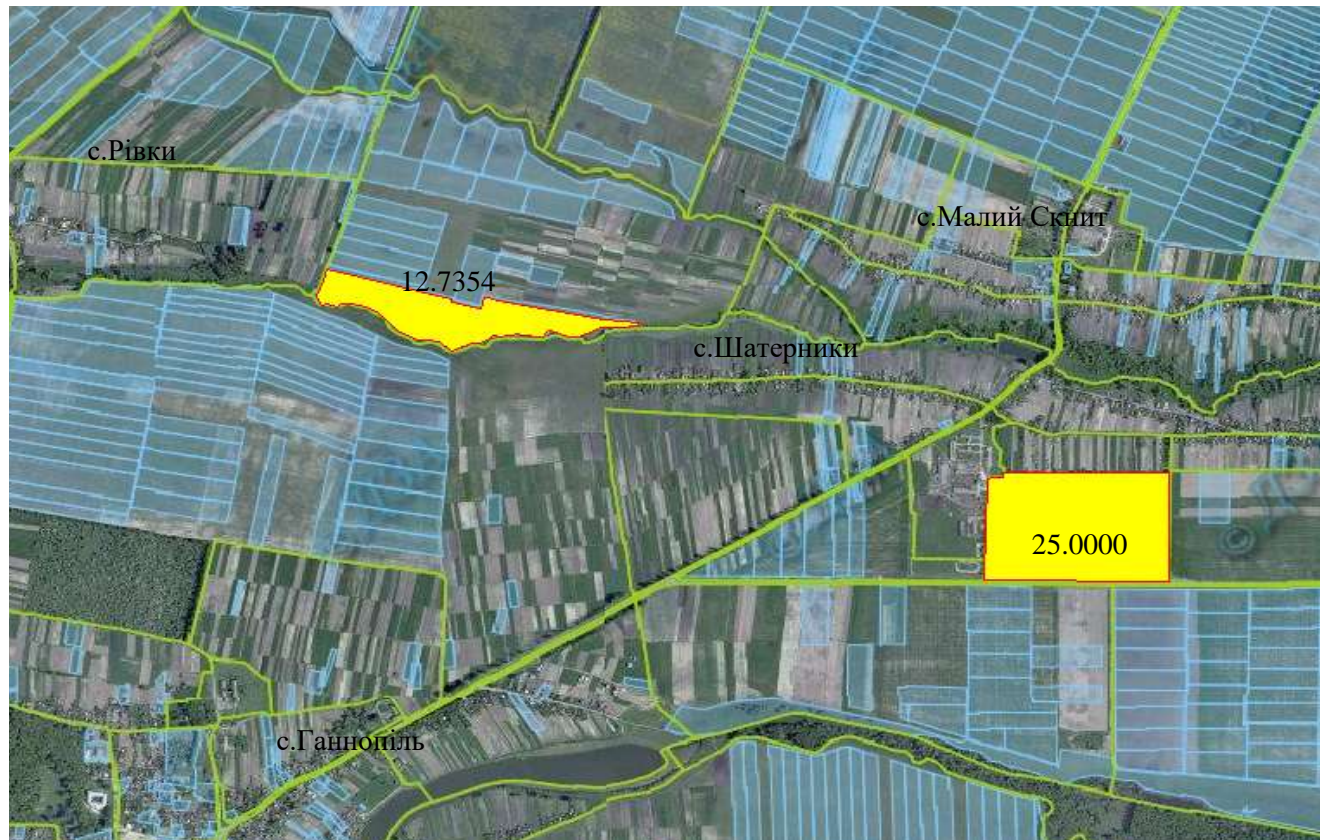 с.Рівки
с.Малий Скнит
12.7354
с.Шатерники
25.0000
с.Ганнопіль